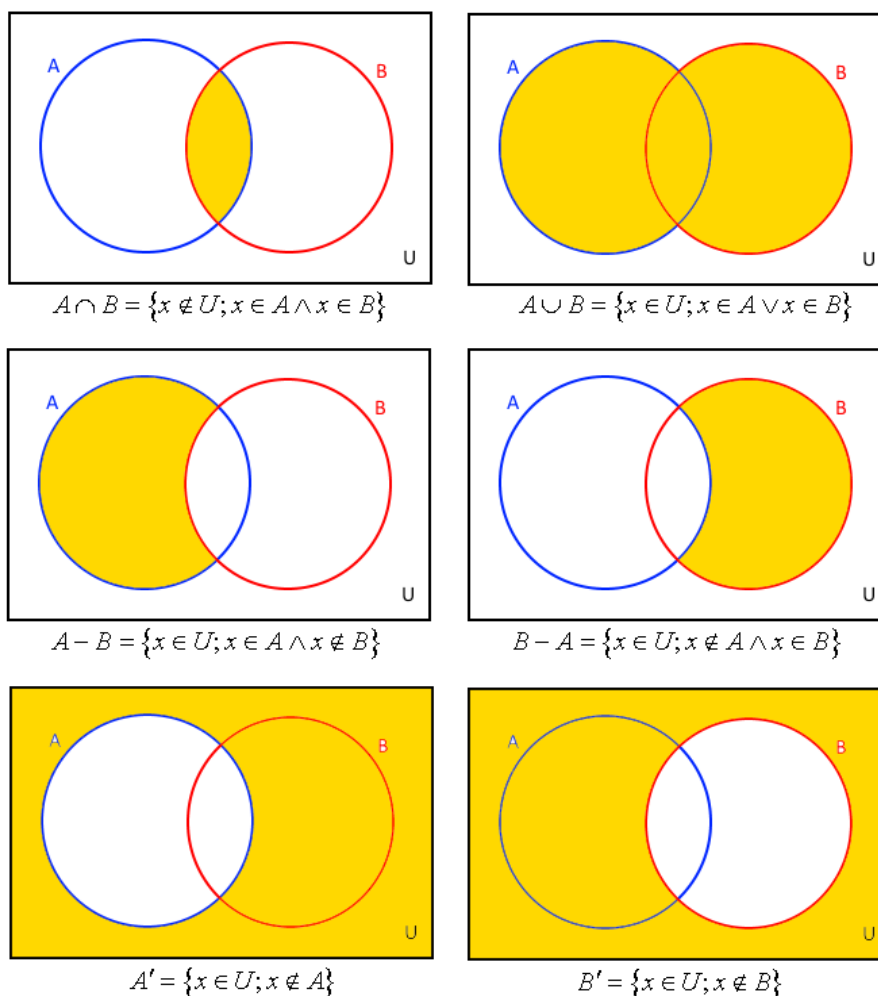 A B U
A ∩ B = {x ∉ U; x ∈ A ∧ x ∈ B}
A B U
A ∪ B = {x ∈ U; x ∈ A ∨ x ∈ B}
A B U
A − B = {x ∈ U; x ∈ A ∧ x ∉ B}
A B U
B − A = {x ∈ U; x ∉ A ∧ x ∈ B}
A B U
A′ = {x ∈ U; x ∉ A}
A B U
B′ = {x ∈ U; x ∉ B}